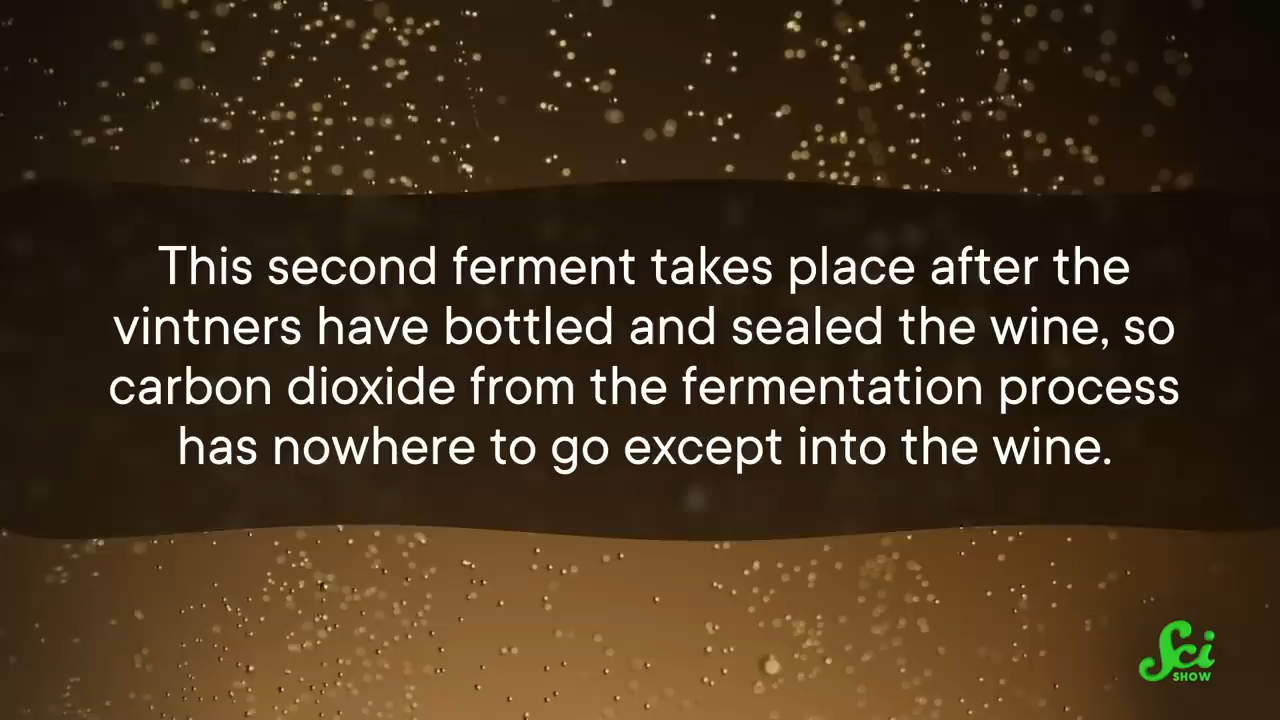 This second ferment takes place after the
vintners have bottled and sealed the wine, so
carbon dioxide from the fermentation process
has nowhere to go except into the wine.
Sci
SHOW